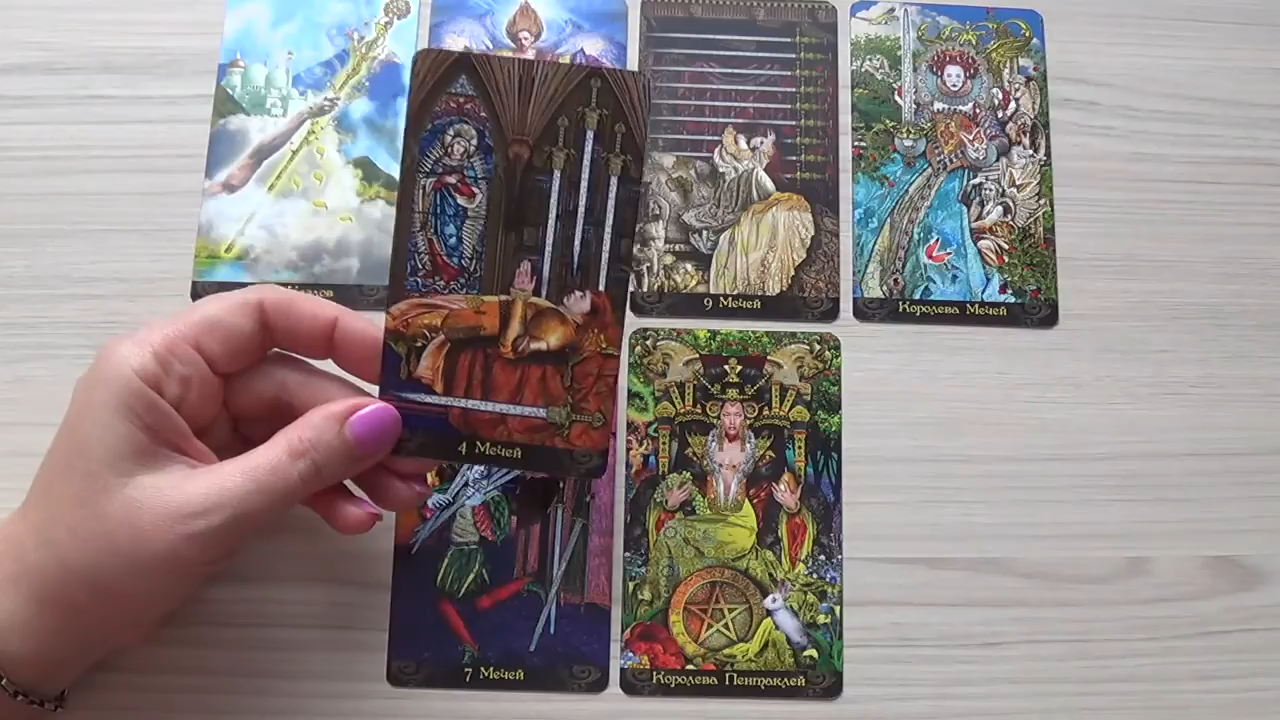 9 Мечей
Королева Мечей
4 Мечей
7 Мечей
Королева Пентаклей